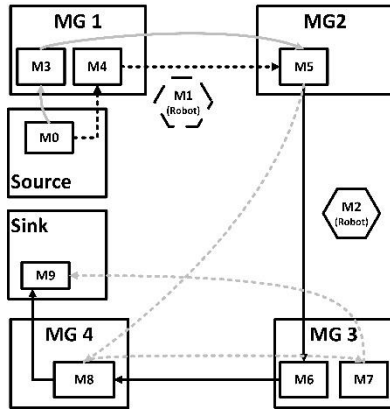 MG 1
MG2
M3
M4
M5
M1
(Robot)
M0
Source
M2
(Robot)
Sink
M9
MG 4
MG 3
M8
M6
M7